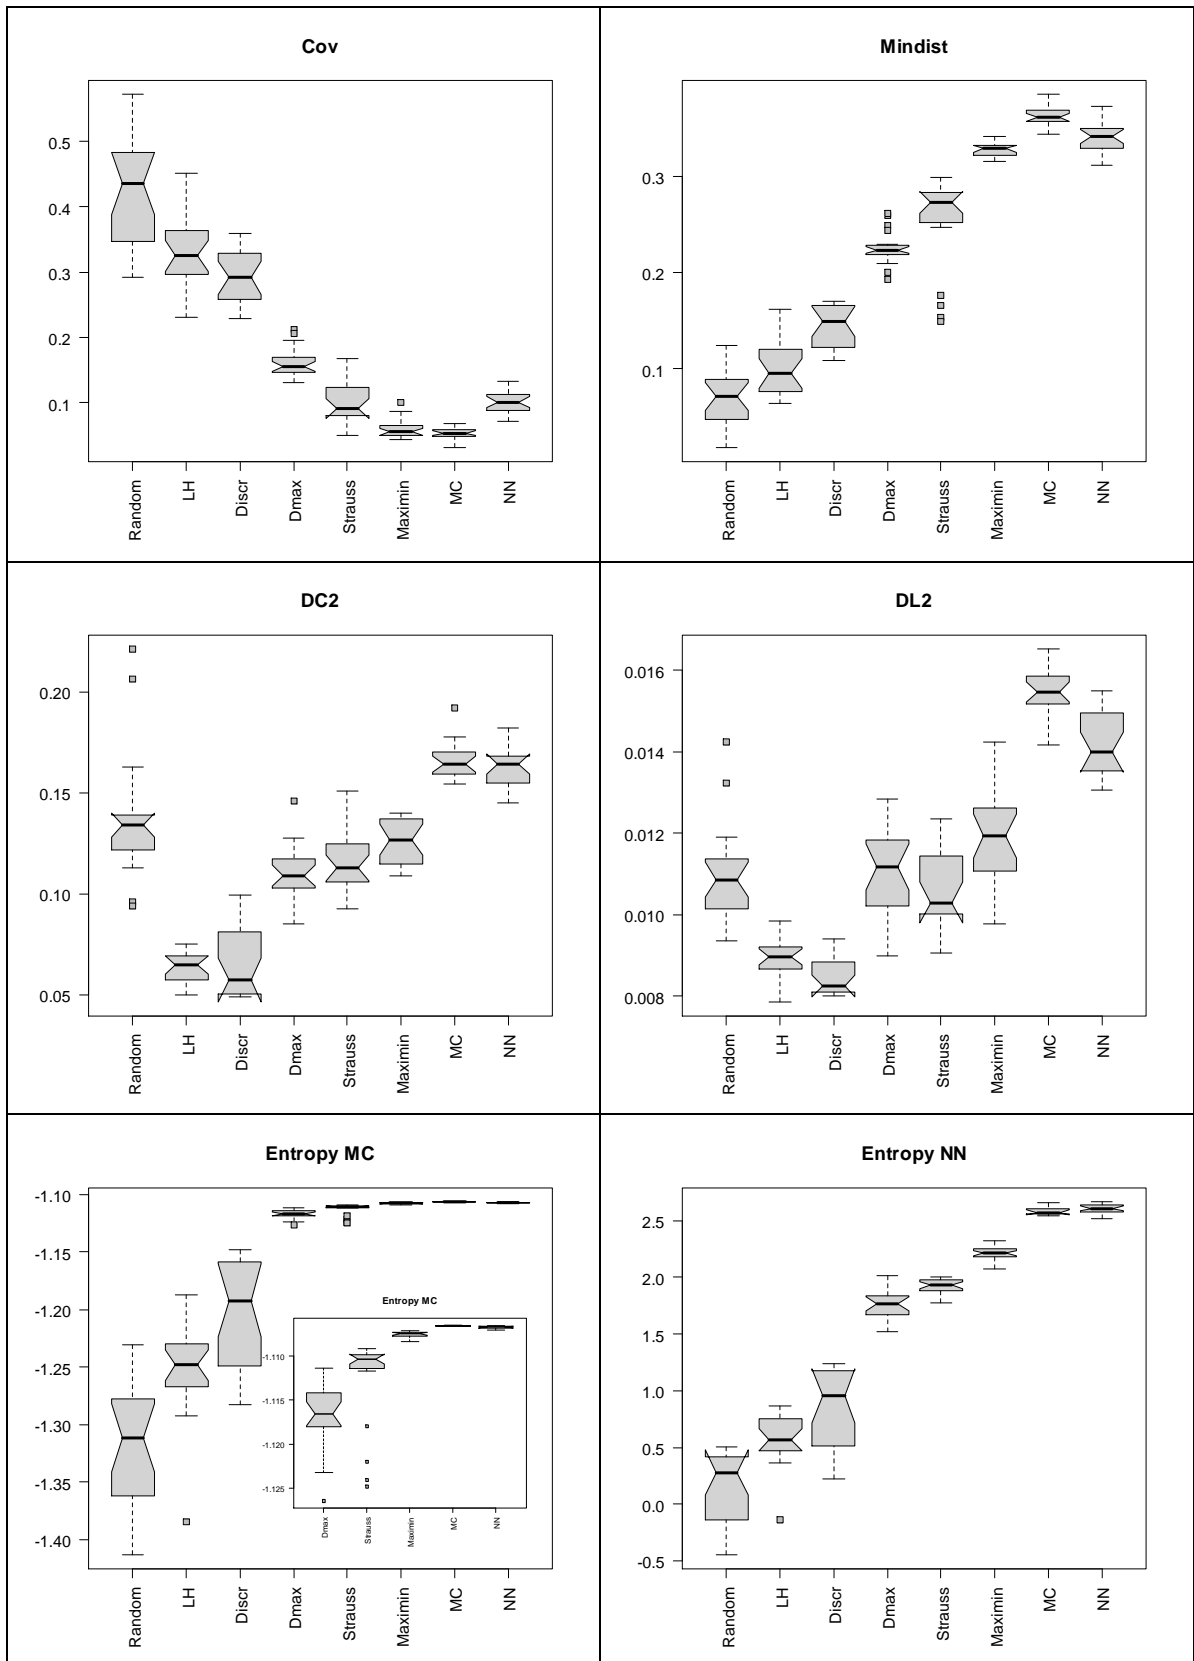 Cov
0.5
0.4
0.3
0.2
0.1
Random
LH
Discr
Dmax
Strauss
Maximin
MC
NN
Mindist
0.3
0.2
0.1
Random
LH
Discr
Dmax
Strauss
Maximin
MC
NN
DC2
0.20
0.15
0.10
0.05
Random
LH
Discr
Dmax
Strauss
Maximin
MC
NN
DL2
0.016
0.014
0.012
0.010
0.008
Random
LH
Discr
Dmax
Strauss
Maximin
MC
NN
Entropy MC
-1.10
-1.15
-1.20
-1.25
-1.30
-1.35
-1.40
Random
LH
Discr
Dmax
Strauss
Maximin
MC
NN
Entropy MC
-1.110
-1.115
-1.120
-1.125
Dmax
Strauss
Maximin
MC
NN
Entropy NN
2.5
2.0
1.5
1.0
0.5
0.0
-0.5
Random
LH
Discr
Dmax
Strauss
Maximin
MC
NN